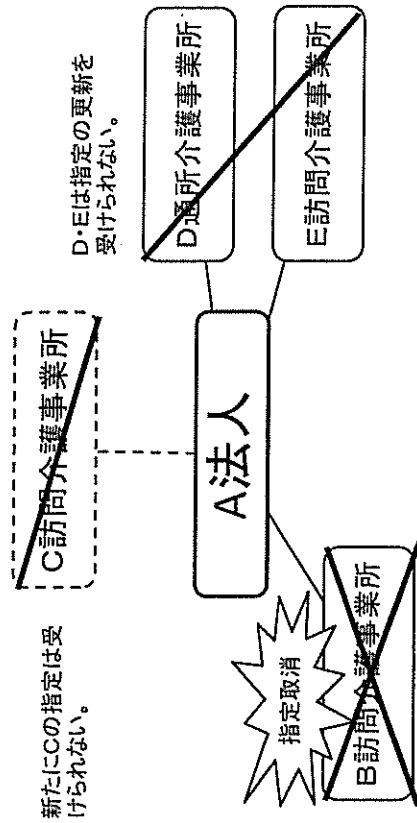 新たにCの指定は受
けられない。
C訪問介護事業所
D・Eは指定の更新を
受けられない。
A法人
D通所介護事業所
E訪問介護事業所
指定取消
B訪問介護事業所